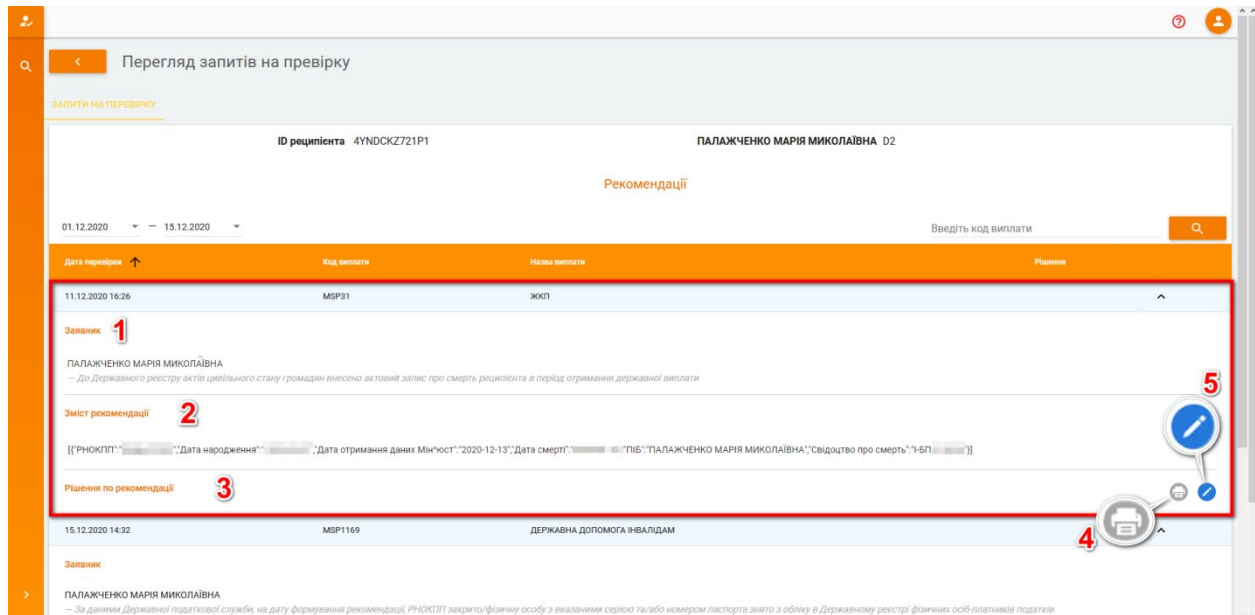 Перегляд запитів на превірку
ЗАПИТИ НА ПЕРЕВІРКУ
ID реципієнта 4YNDCKZ721P1 ПАЛАЖЧЕНКО МАРІЯ МИКОЛАЇВНА D2
Рекомендації
01.12.2020 — 15.12.2020 Введіть код виплати
Дата перевірки Код виплати Назва виплати Рішення
11.12.2020 16:26 MSP31 ЖКП
Заявник 1
ПАЛАЖЧЕНКО МАРІЯ МИКОЛАЇВНА
— До Державного реєстру актів цивільного стану громадян внесено актовий запис про смерть реципієнта в період отримання державної виплати
5
Зміст рекомендації 2
[{"РНОКПП":" ","Дата народження":" ","Дата отримання даних Мін^юст":"2020-12-13","Дата смерті":" "ПІБ":"ПАЛАЖЧЕНКО МАРІЯ МИКОЛАЇВНА","Свідоцтво про смерть":"І-БП "}]
Рішення по рекомендації 3
4
15.12.2020 14:32 MSP1169 ДЕРЖАВНА ДОПОМОГА ІНВАЛІДАМ
Заявник
ПАЛАЖЧЕНКО МАРІЯ МИКОЛАЇВНА
— За даними Державної податкової служби, на дату формування рекомендації, РНОКПП закрито/фізичну особу з вказаними серією та/або номером паспорта знято з обліку в Державному реєстрі фізичних осіб-платників податків